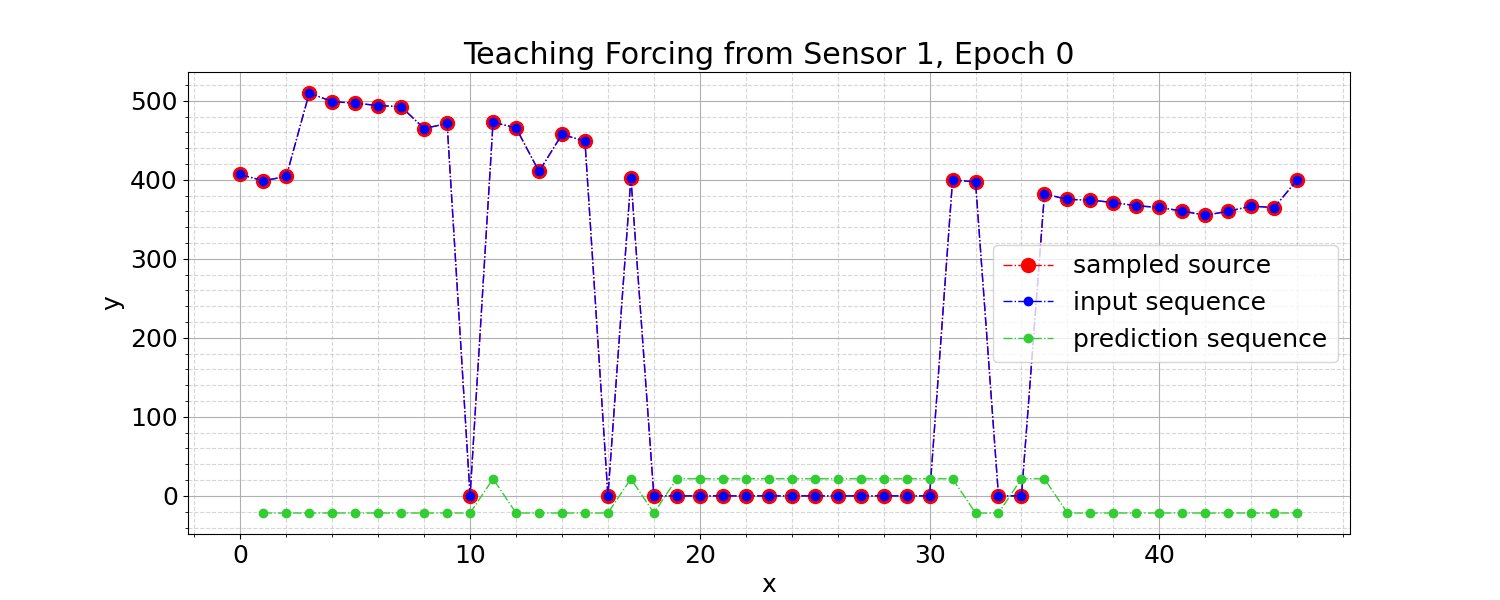 Teaching Forcing from Sensor 1, Epoch 0
y
500
400
300
200
100
0
sampled source
input sequence
prediction sequence
0 10 20 30 40
x